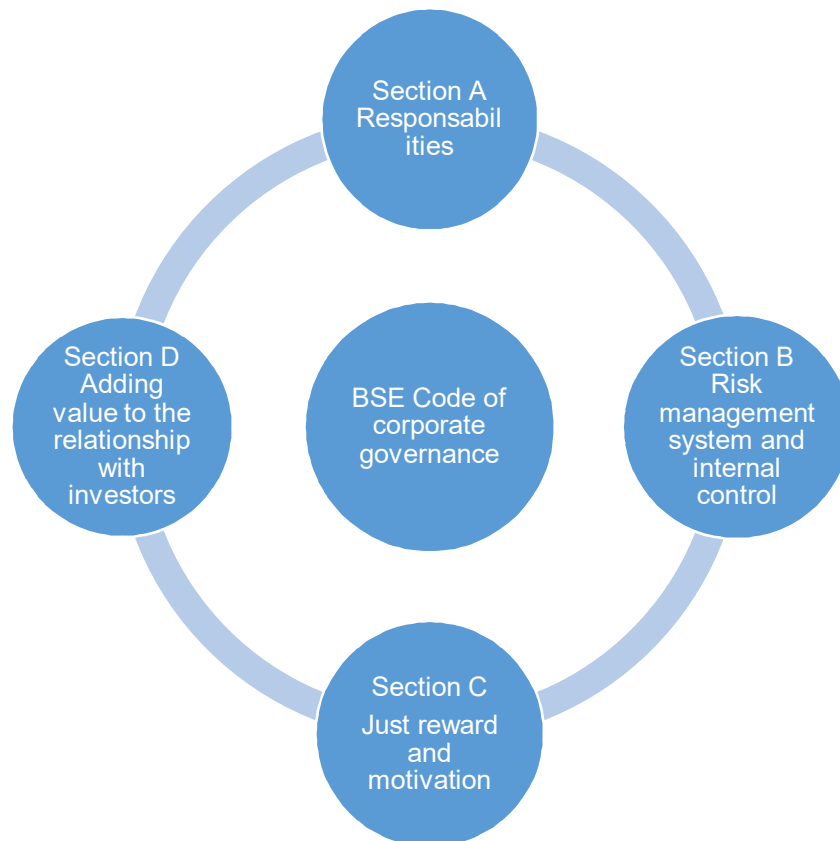 Section A
Responsabil
ities
Section D
Adding
value to the
relationship
with
investors
BSE Code of
corporate
governance
Section B
Risk
management
system and
internal
control
Section C
Just reward
and
motivation